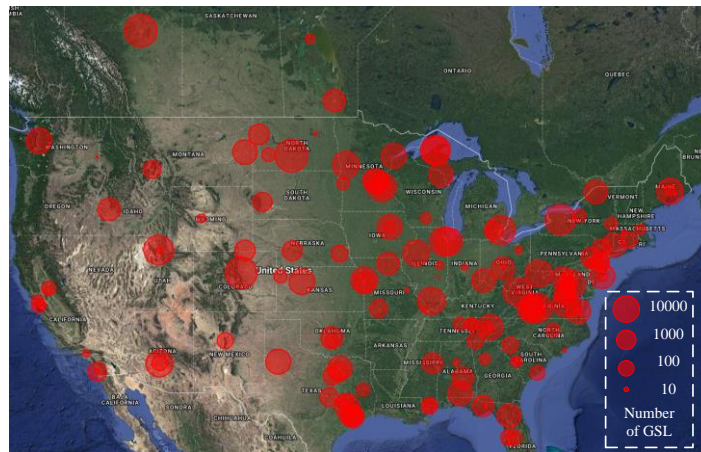 SASKATCHEWAN
ONTARIO
QUEBEC
WASHINGTON
MONTANA
NORTH
DAKOTA
MINNESOTA
OREGON
IDAHO
SOUTH
DAKOTA
WISCONSIN
MICHIGAN
VERMONT
MAINE
NEW
HAMPSHIRE
NEW YORK
MASSACHUSETTS
WYOMING
IOWA
NEBRASKA
NEVADA
UTAH
COLORADO
United States
ILLINOIS
INDIANA
OHIO
PENNSYLVANIA
MARYLAND
KANSAS
MISSOURI
WEST
VIRGINIA
VIRGINIA
KENTUCKY
CALIFORNIA
OKLAHOMA
TENNESSEE
NORTH
CAROLINA
ARIZONA
NEW MEXICO
ARKANSAS
MISSISSIPPI
ALABAMA
SOUTH
CAROLINA
GEORGIA
TEXAS
LOUISIANA
BAJA
CALIFORNIA
SONORA
CHIHUAHUA
COAHUILA
FLORIDA
10000
1000
100
10
Number
of GSL